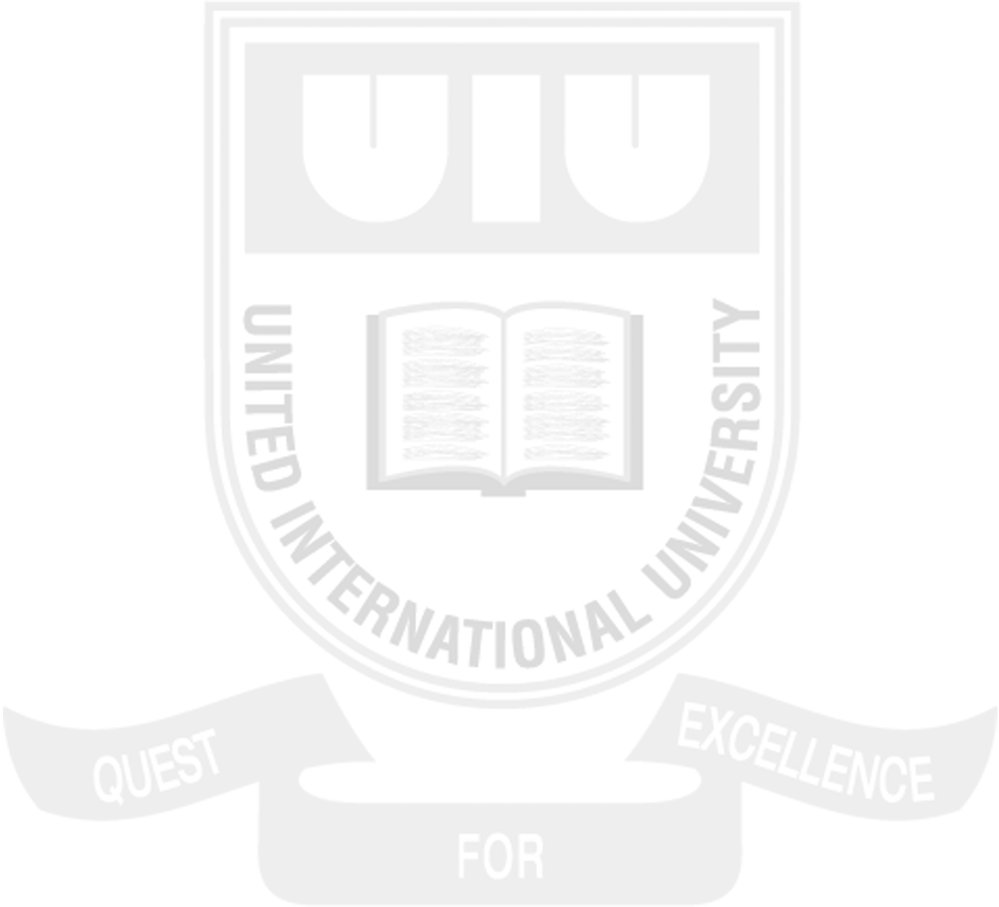 UIU
UNITED INTERNATIONAL UNIVERSITY
QUEST
FOR
EXCELLENCE